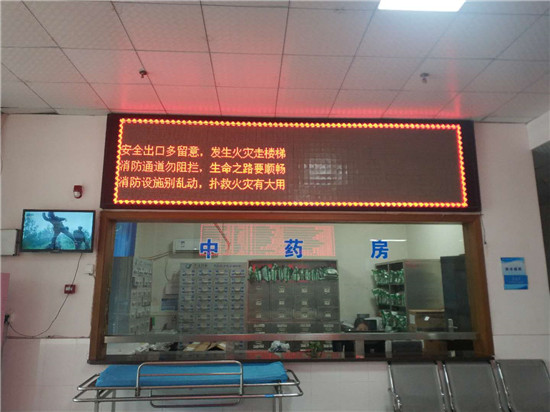 安全出口多留意，发生火灾走楼梯
消防通道勿阻拦，生命之路要顺畅
消防设施别乱动，扑救火灾有大用
中药房